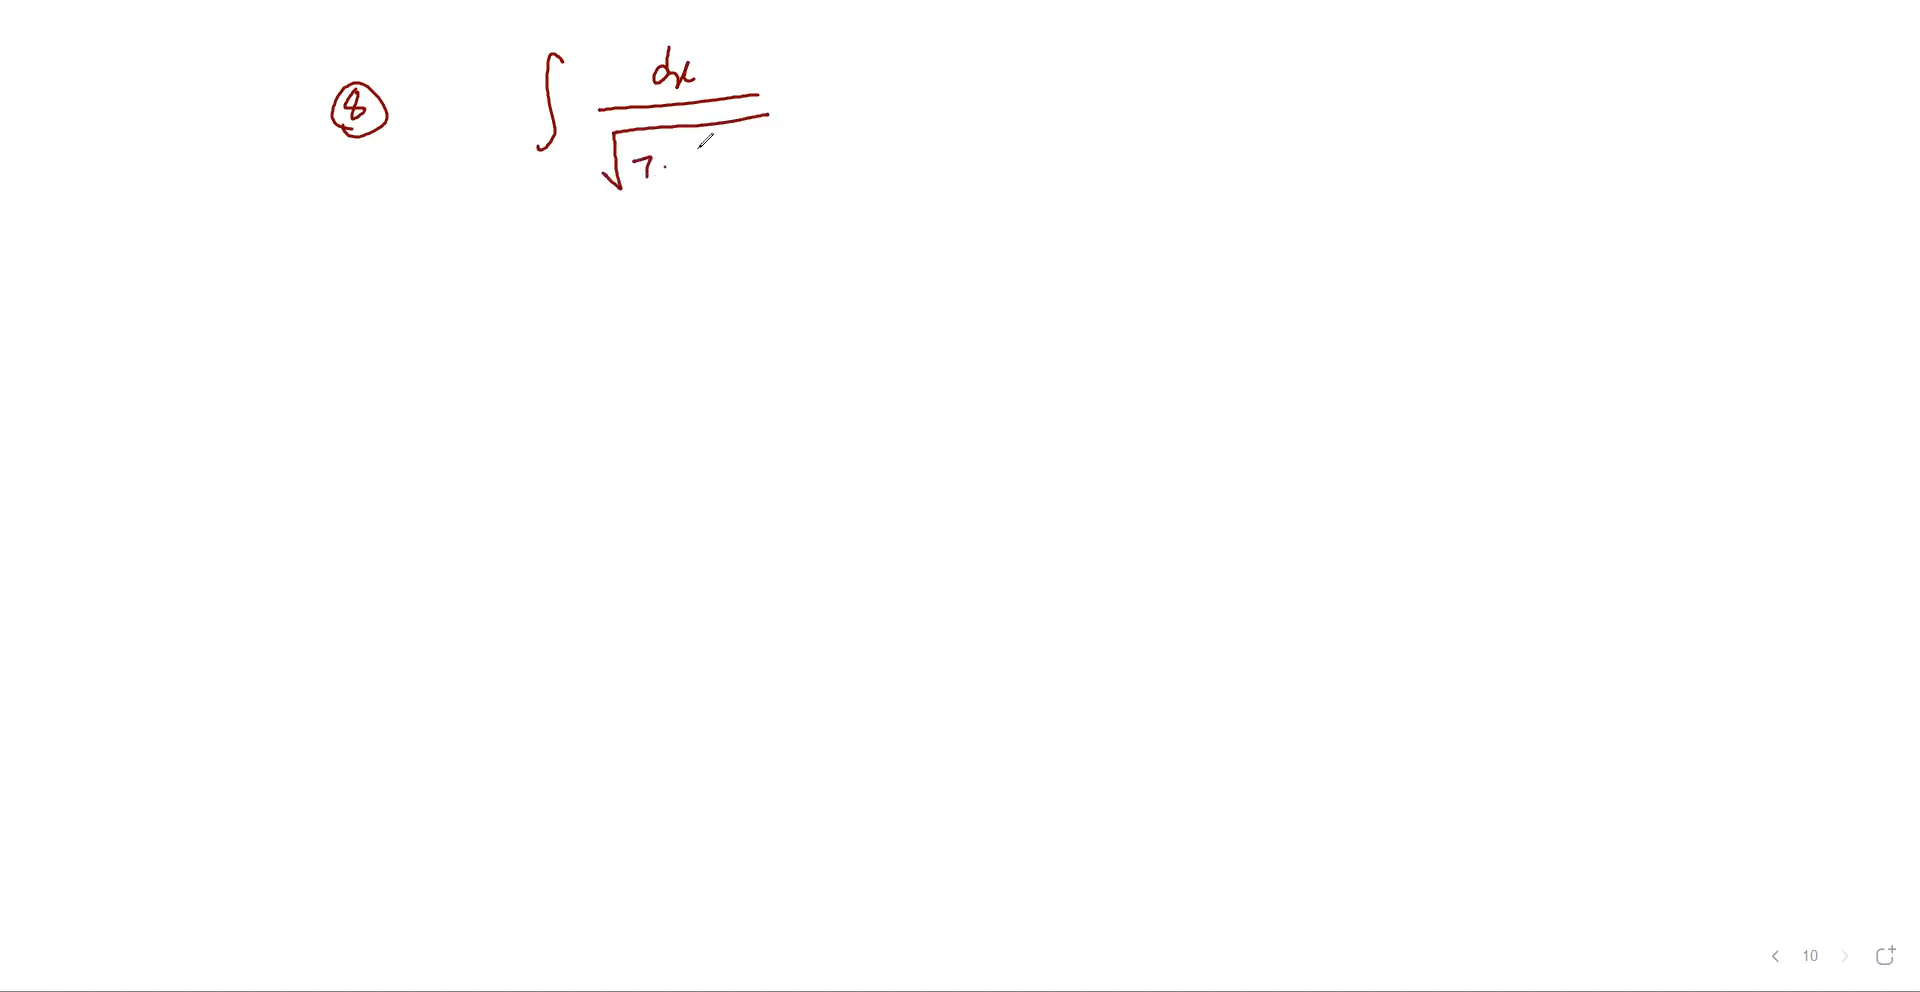 ⑧ ∫ dx / √7.
10